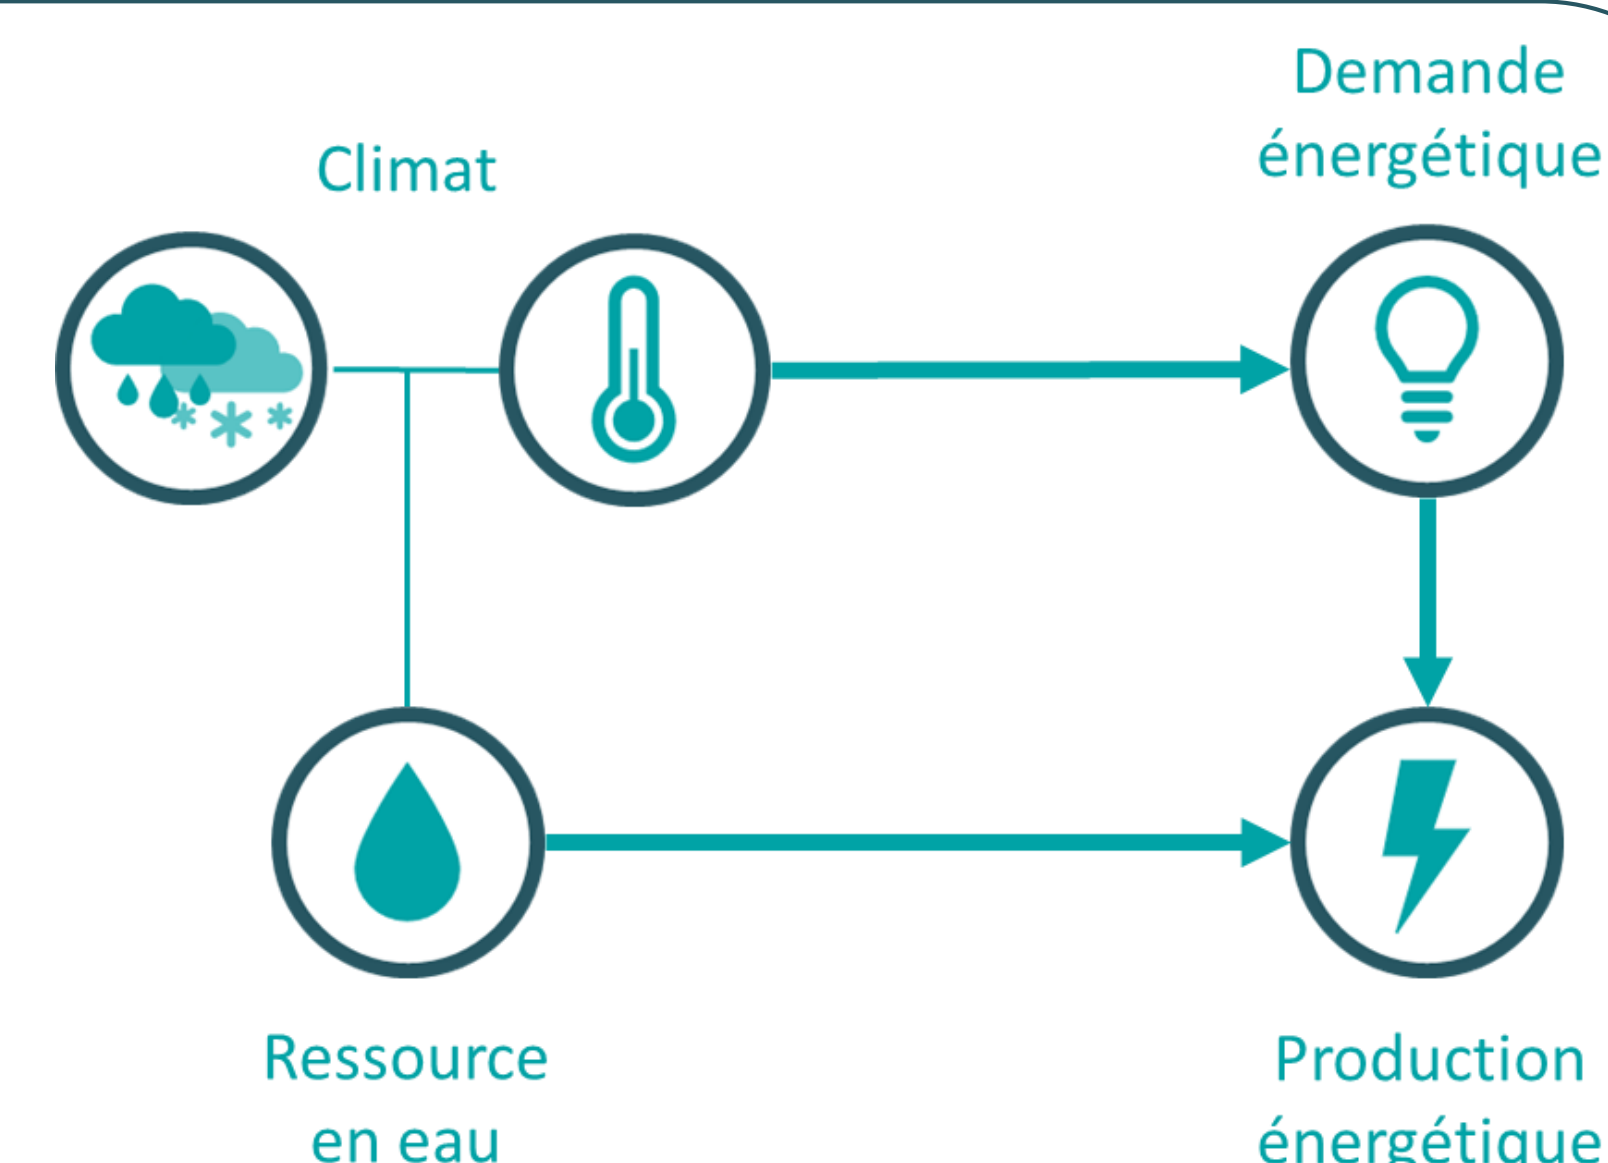 Demande
énergétique
Climat
Ressource
en eau
Production
énergétique